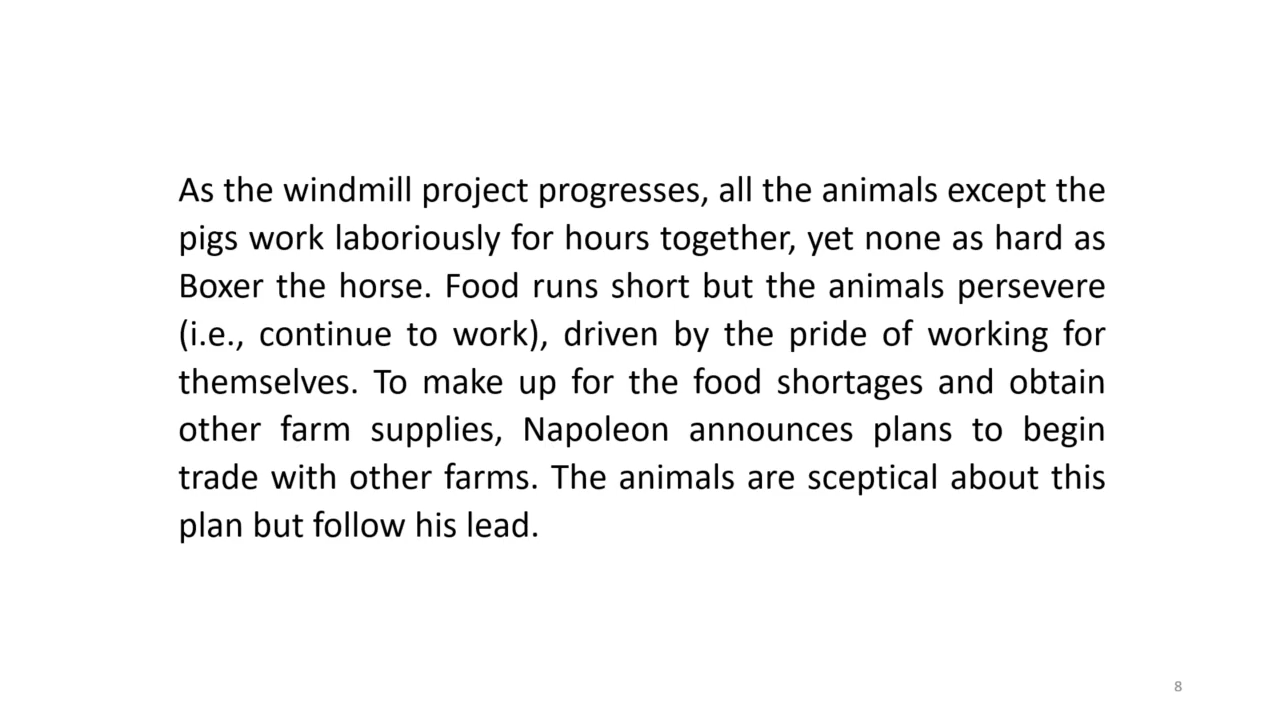 As the windmill project progresses, all the animals except the
pigs work laboriously for hours together, yet none as hard as
Boxer the horse. Food runs short but the animals persevere
(i.e., continue to work), driven by the pride of working for
themselves. To make up for the food shortages and obtain
other farm supplies, Napoleon announces plans to begin
trade with other farms. The animals are sceptical about this
plan but follow his lead.
8